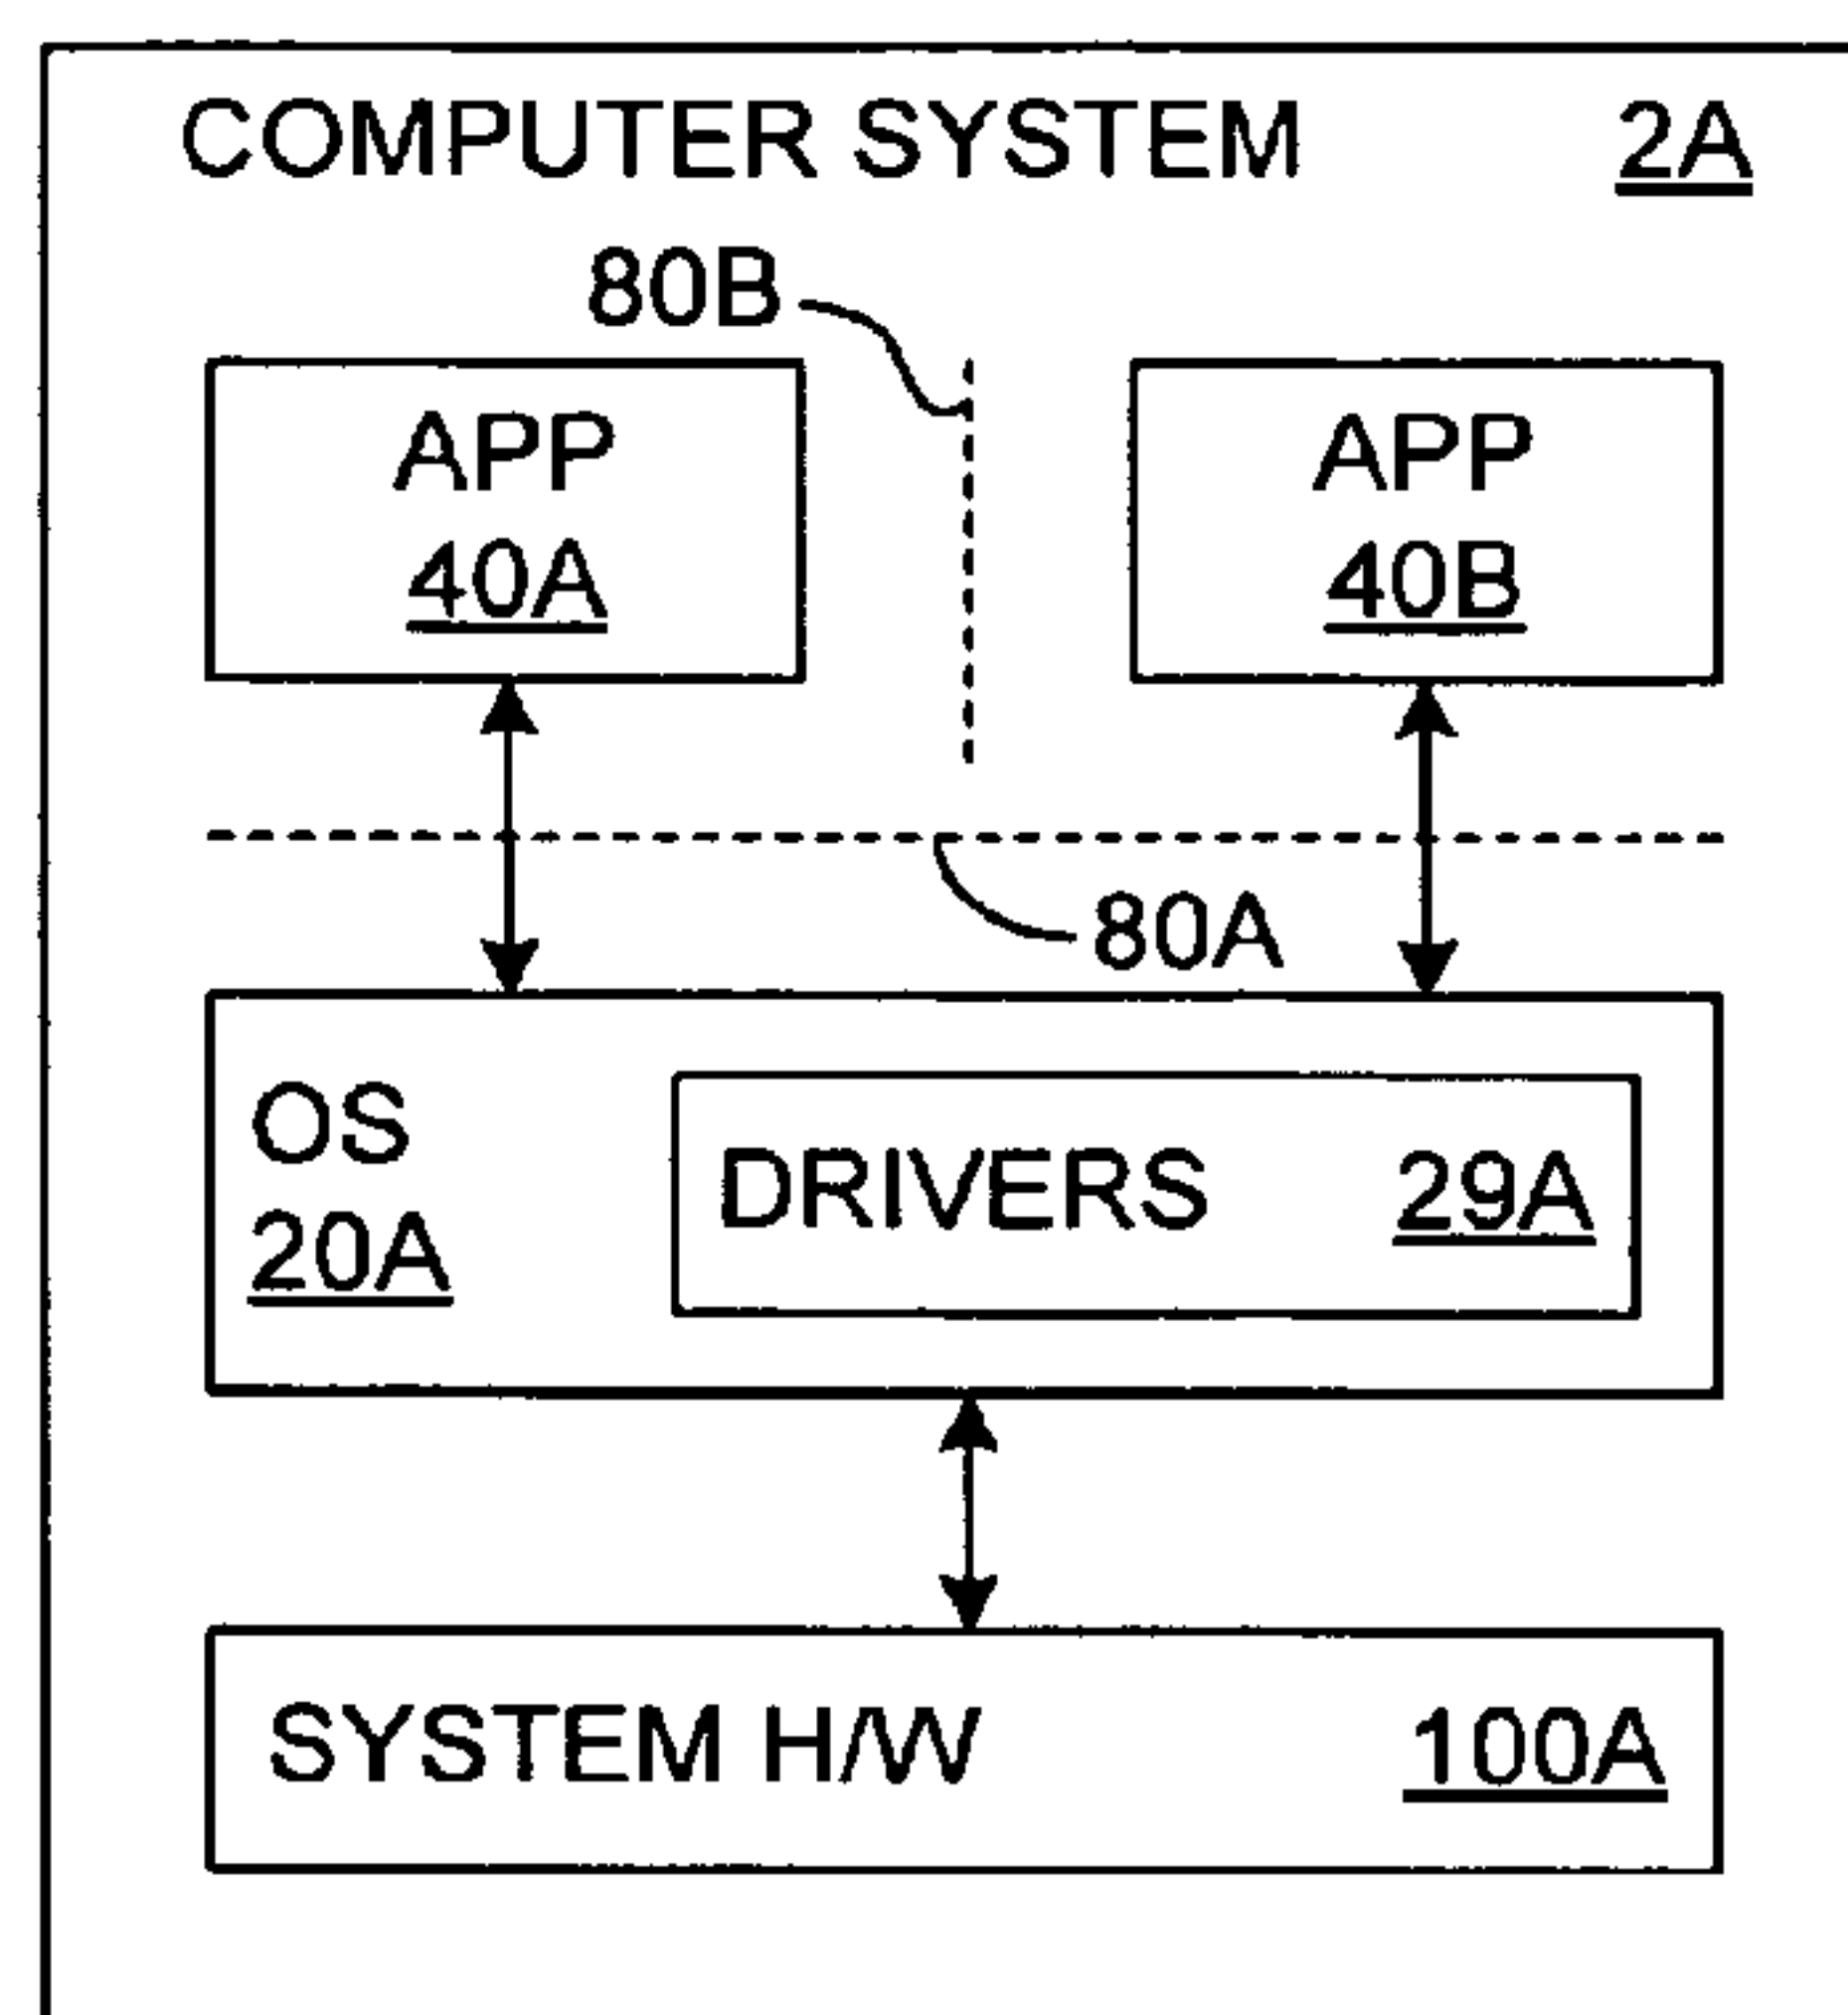 COMPUTER SYSTEM 2A
80B
APP
40A
APP
40B
80A
OS
20A
DRIVERS 29A
SYSTEM H/W 100A